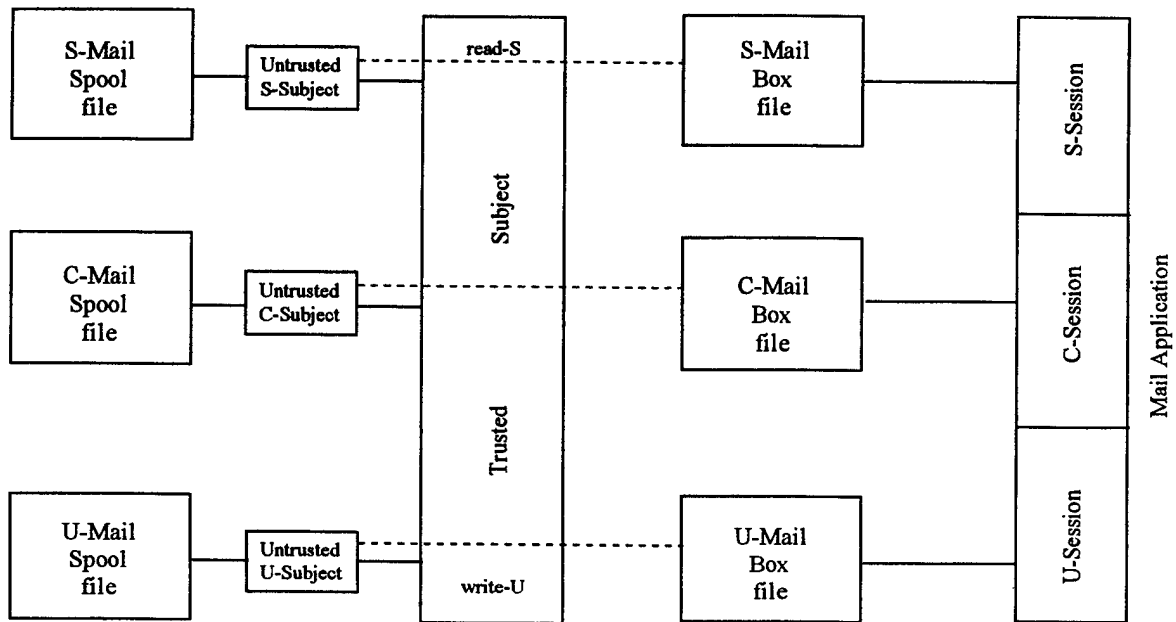 S-Mail
Spool
file
Untrusted
S-Subject
read-S
S-Mail
Box
file
S-Session
C-Mail
Spool
file
Untrusted
C-Subject
Subject
Trusted
C-Mail
Box
file
C-Session
Mail Application
U-Mail
Spool
file
Untrusted
U-Subject
write-U
U-Mail
Box
file
U-Session